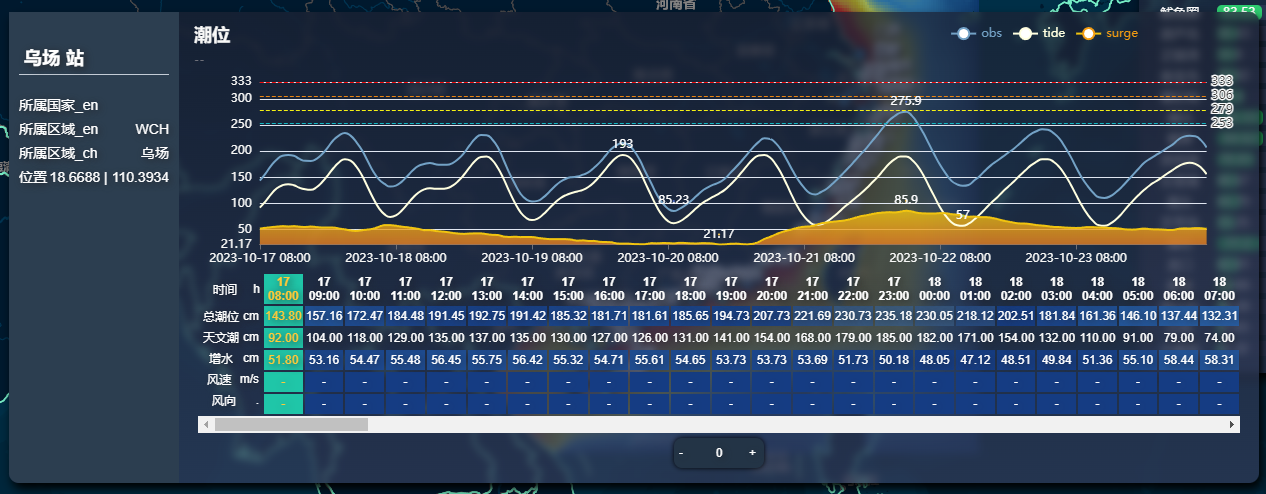 河南省
鲅鱼圈 83.53
乌场 站
所属国家_en
所属区域_en WCH
所属区域_ch 乌场
位置 18.6688 | 110.3934
潮位
--
obs tide surge
333 333
306
300
279
275.9
250 253
200
193
150
100
85.23 85.9
57
50
21.17 21.17
2023-10-17 08:00 2023-10-18 08:00 2023-10-19 08:00 2023-10-20 08:00 2023-10-21 08:00 2023-10-22 08:00 2023-10-23 08:00
时间 h 17 08:00 17 09:00 17 10:00 17 11:00 17 12:00 17 13:00 17 14:00 17 15:00 17 16:00 17 17:00 17 18:00 17 19:00 17 20:00 17 21:00 17 22:00 17 23:00 18 00:00 18 01:00 18 02:00 18 03:00 18 04:00 18 05:00 18 06:00 18 07:00
总潮位 cm 143.80 157.16 172.47 184.48 191.45 192.75 191.42 185.32 181.71 181.61 185.65 194.73 207.73 221.69 230.73 235.18 230.05 218.12 202.51 181.84 161.36 146.10 137.44 132.31
天文潮 cm 92.00 104.00 118.00 129.00 135.00 137.00 135.00 130.00 127.00 126.00 131.00 141.00 154.00 168.00 179.00 185.00 182.00 171.00 154.00 132.00 110.00 91.00 79.00 74.00
增水 cm 51.80 53.16 54.47 55.48 56.45 55.75 56.42 55.32 54.71 55.61 54.65 53.73 53.73 53.69 51.73 50.18 48.05 47.12 48.51 49.84 51.36 55.10 58.44 58.31
风速 m/s - - - - - - - - - - - - - - - - - - - - - - - -
风向 - - - - - - - - - - - - - - - - - - - - - - - - -
- 0 +